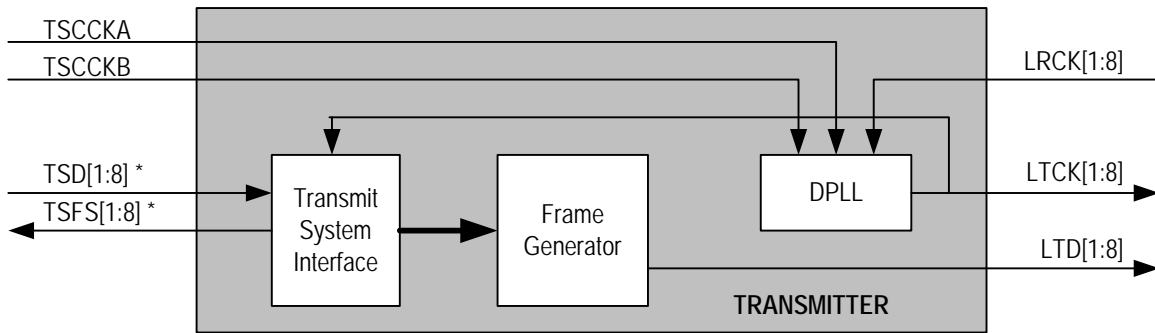 TSCCKA
TSCCKB
LRCK[1:8]
TSD[1:8] *
TSFS[1:8] *
Transmit
System
Interface
Frame
Generator
DPLL
LTCK[1:8]
LTD[1:8]
TRANSMITTER